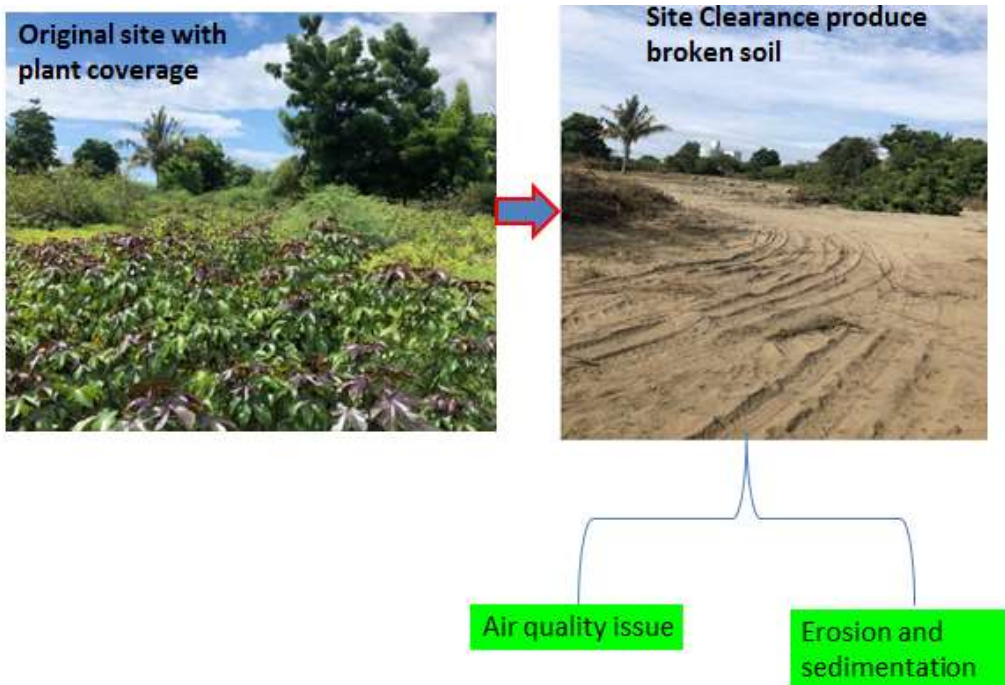 Original site with
plant coverage
Site Clearance produce
broken soil
Air quality issue
Erosion and
sedimentation